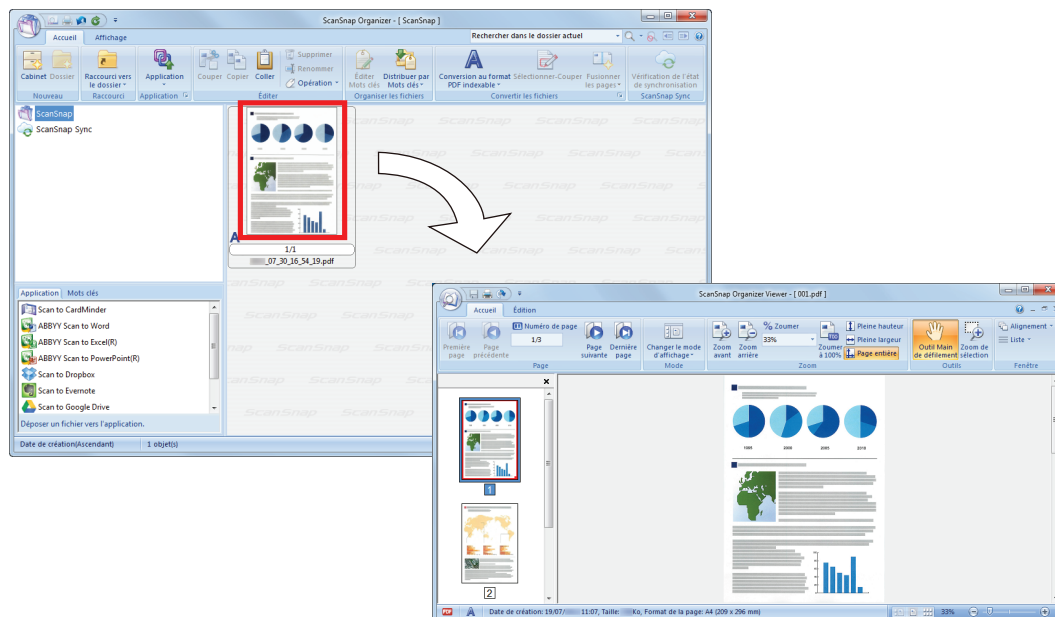 ScanSnap Organizer - [ ScanSnap ]
Accueil Affichage
Rechercher dans le dossier actuel
Cabinet Dossier
Raccourci vers
le dossier
Application
Couper Copier Coller
Supprimer
Renommer
Opération
Éditer
Mots clés
Distribuer par
Mots clés
Conversion au format
PDF indexable
Sélectionner-Couper
Fusionner
les pages
Vérification de l'état
de synchronisation
Nouveau Raccourci Application Éditer Organiser les fichiers Convertir les fichiers ScanSnap Sync
ScanSnap
ScanSnap Sync
A
1/1
_07_30_16_54_19.pdf
Application Mots clés
Scan to CardMinder
ABBYY Scan to Word
ABBYY Scan to Excel(R)
ABBYY Scan to PowerPoint(R)
Scan to Dropbox
Scan to Evernote
Scan to Google Drive
Déposer un fichier vers l'application.
Date de création(Ascendant) 1 objet(s)
ScanSnap Organizer Viewer - [ 001.pdf ]
Accueil Édition
Première
page
Page
précédente
Numéro de page
1/3
Page
suivante
Dernière
page
Changer le mode
d'affichage
Zoom
avant
Zoom
arrière
% Zoumer
33%
Zoumer
à 100%
Pleine hauteur
Pleine largeur
Page entière
Outil Main
de défilement
Zoom de
sélection
Alignement
Liste
Page Mode Zoom Outils Fenêtre
1
2
1995 2000 2005 2010
PDF A Date de création: 19/07/ 11:07, Taille: Ko, Format de la page: A4 (209 x 296 mm) 33%